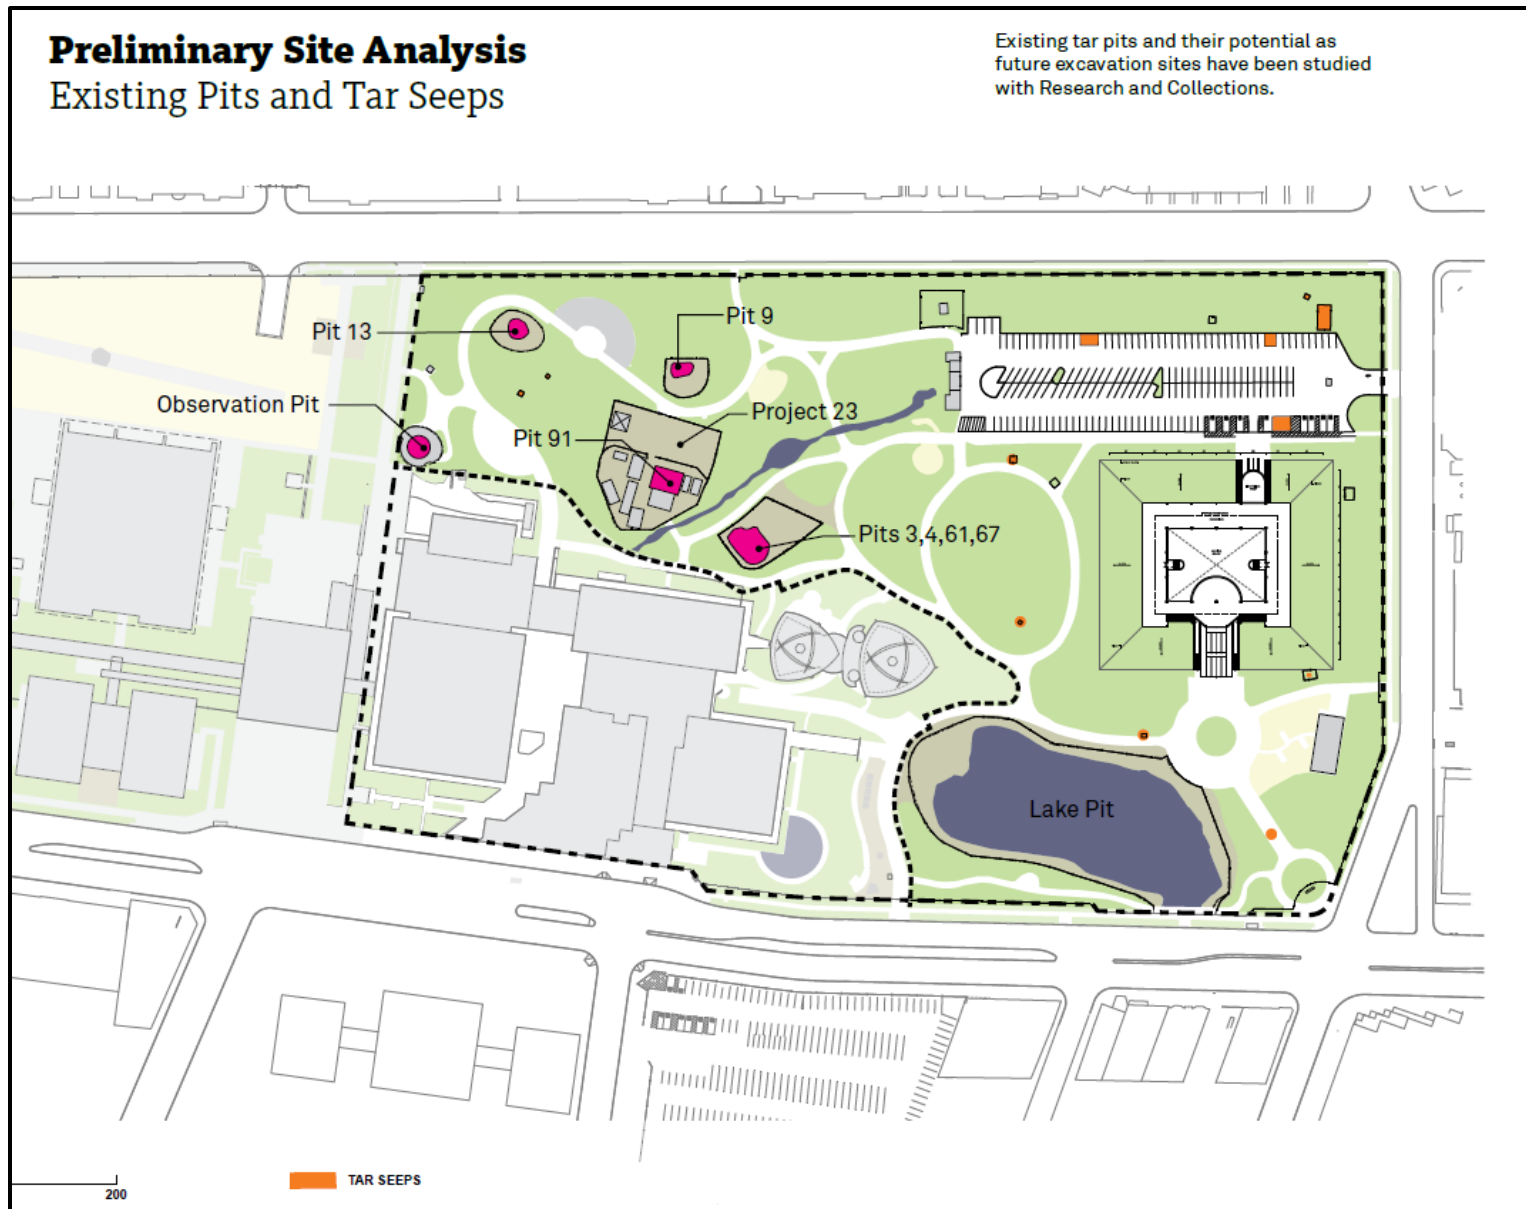 Preliminary Site Analysis
Existing Pits and Tar Seeps
Existing tar pits and their potential as
future excavation sites have been studied
with Research and Collections.
Pit 13
Pit 9
Observation Pit
Project 23
Pit 91
Pits 3,4,61,67
Lake Pit
200
TAR SEEPS